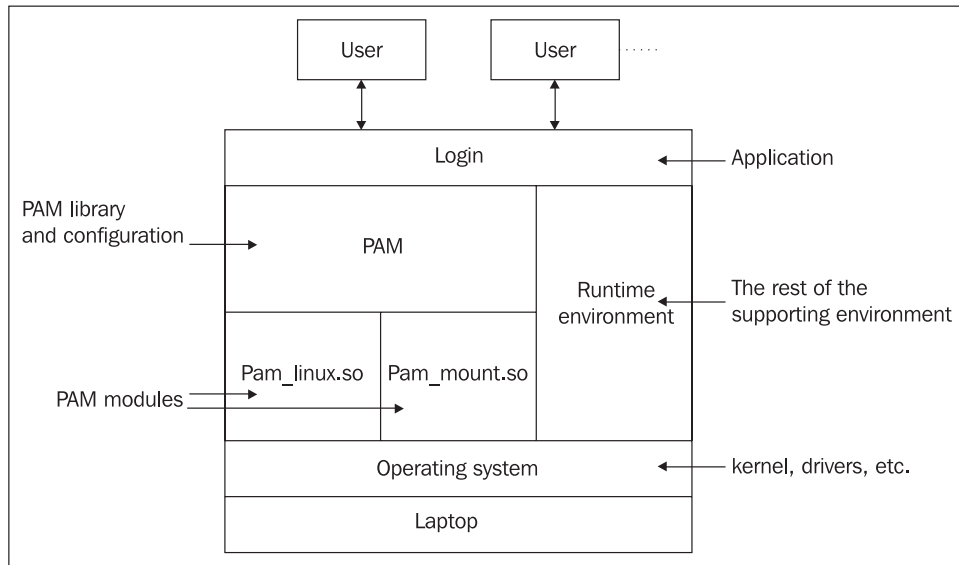 User
User
Login
Application
PAM library
and configuration
PAM
Runtime
environment
The rest of the
supporting environment
Pam_linux.so
Pam_mount.so
PAM modules
Operating system
kernel, drivers, etc.
Laptop